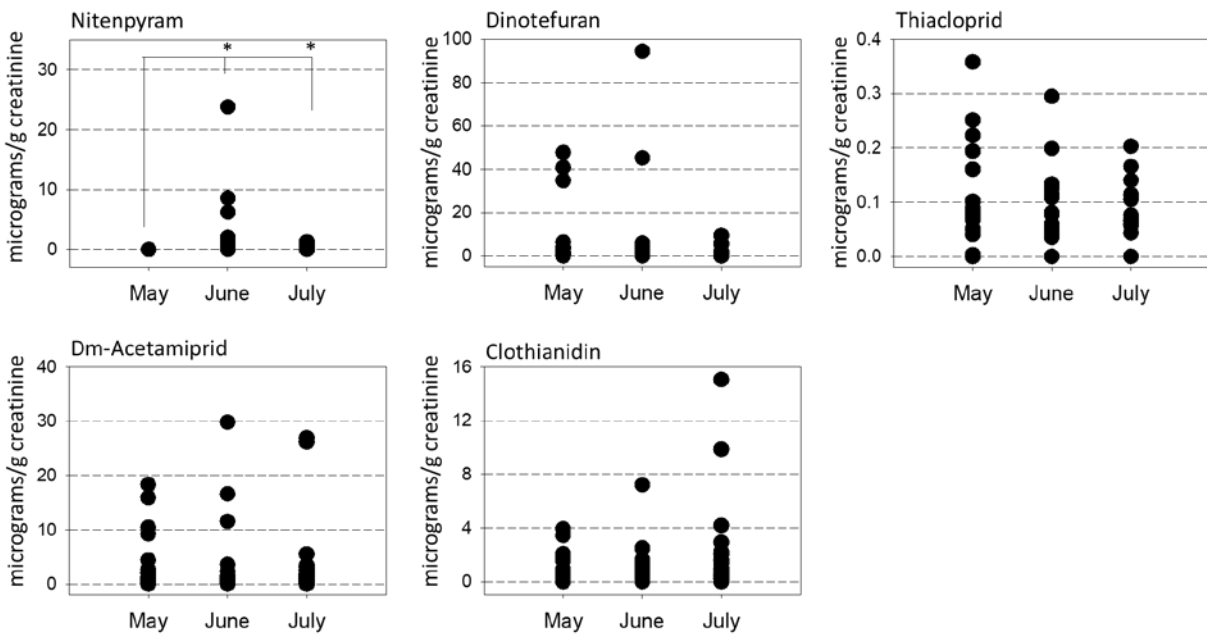 Nitenpyram
micrograms/g creatinine
30
20
10
0
* *
May June July
Dinotefuran
micrograms/g creatinine
100
80
60
40
20
0
May June July
Thiacloprid
micrograms/g creatinine
0.4
0.3
0.2
0.1
0.0
May June July
Dm-Acetamiprid
micrograms/g creatinine
40
30
20
10
0
May June July
Clothianidin
micrograms/g creatinine
16
12
8
4
0
May June July